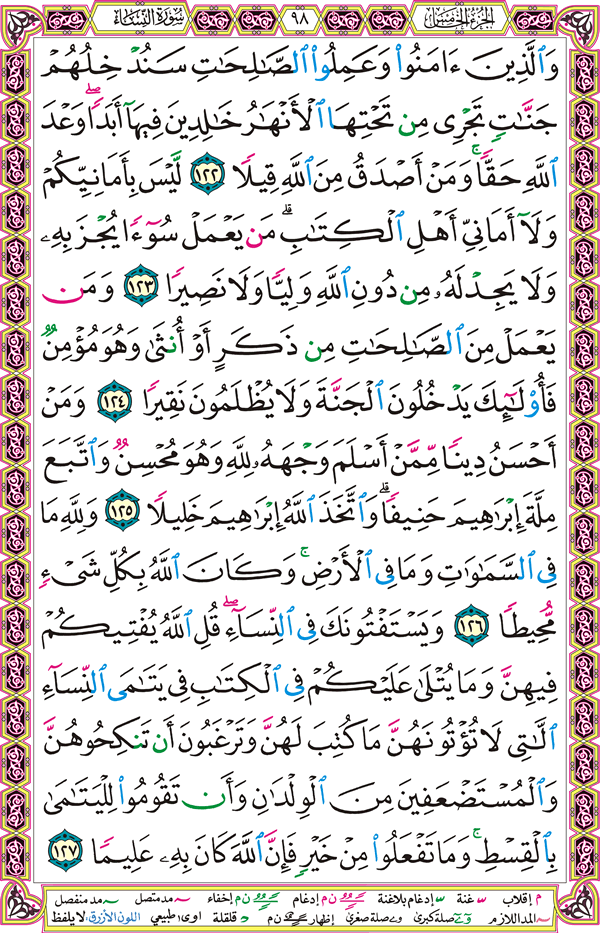 الجزء الخامس ٩٨ سورة النساء
وَٱلَّذِينَ ءَامَنُوا۟ وَعَمِلُوا۟ ٱلصَّـٰلِحَـٰتِ سَنُدْخِلُهُمْ
جَنَّـٰتٍ تَجْرِى مِن تَحْتِهَا ٱلْأَنْهَـٰرُ خَـٰلِدِينَ فِيهَآ أَبَدًا ۖ وَعْدَ
ٱللَّهِ حَقًّا ۚ وَمَنْ أَصْدَقُ مِنَ ٱللَّهِ قِيلًا ١٢٢ لَّيْسَ بِأَمَانِيِّكُمْ
وَلَآ أَمَانِىِّ أَهْلِ ٱلْكِتَـٰبِ ۗ مَن يَعْمَلْ سُوٓءًا يُجْزَ بِهِۦ
وَلَا يَجِدْ لَهُۥ مِن دُونِ ٱللَّهِ وَلِيًّا وَلَا نَصِيرًا ١٢٣ وَمَن
يَعْمَلْ مِنَ ٱلصَّـٰلِحَـٰتِ مِن ذَكَرٍ أَوْ أُنثَىٰ وَهُوَ مُؤْمِنٌ
فَأُو۟لَـٰٓئِكَ يَدْخُلُونَ ٱلْجَنَّةَ وَلَا يُظْلَمُونَ نَقِيرًا ١٢٤ وَمَنْ
أَحْسَنُ دِينًا مِّمَّنْ أَسْلَمَ وَجْهَهُۥ لِلَّهِ وَهُوَ مُحْسِنٌ وَٱتَّبَعَ
مِلَّةَ إِبْرَٰهِيمَ حَنِيفًا ۗ وَٱتَّخَذَ ٱللَّهُ إِبْرَٰهِيمَ خَلِيلًا ١٢٥ وَلِلَّهِ مَا
فِى ٱلسَّمَـٰوَٰتِ وَمَا فِى ٱلْأَرْضِ ۚ وَكَانَ ٱللَّهُ بِكُلِّ شَىْءٍ
مُّحِيطًا ١٢٦ وَيَسْتَفْتُونَكَ فِى ٱلنِّسَآءِ ۖ قُلِ ٱللَّهُ يُفْتِيكُمْ
فِيهِنَّ وَمَا يُتْلَىٰ عَلَيْكُمْ فِى ٱلْكِتَـٰبِ فِى يَتَـٰمَى ٱلنِّسَآءِ
ٱلَّـٰتِى لَا تُؤْتُونَهُنَّ مَا كُتِبَ لَهُنَّ وَتَرْغَبُونَ أَن تَنكِحُوهُنَّ
وَٱلْمُسْتَضْعَفِينَ مِنَ ٱلْوِلْدَٰنِ وَأَن تَقُومُوا۟ لِلْيَتَـٰمَىٰ
بِٱلْقِسْطِ ۚ وَمَا تَفْعَلُوا۟ مِنْ خَيْرٍ فَإِنَّ ٱللَّهَ كَانَ بِهِۦ عَلِيمًا ١٢٧
م إقلاب غنة إدغام بلاغنة ن م إدغام ن م إخفاء مد متصل مد منفصل
المد اللازم صلة كبرى صلة صغرى إظهار ن م قلقلة اوى: طبيعي اللون الأزرق: لا يلفظ